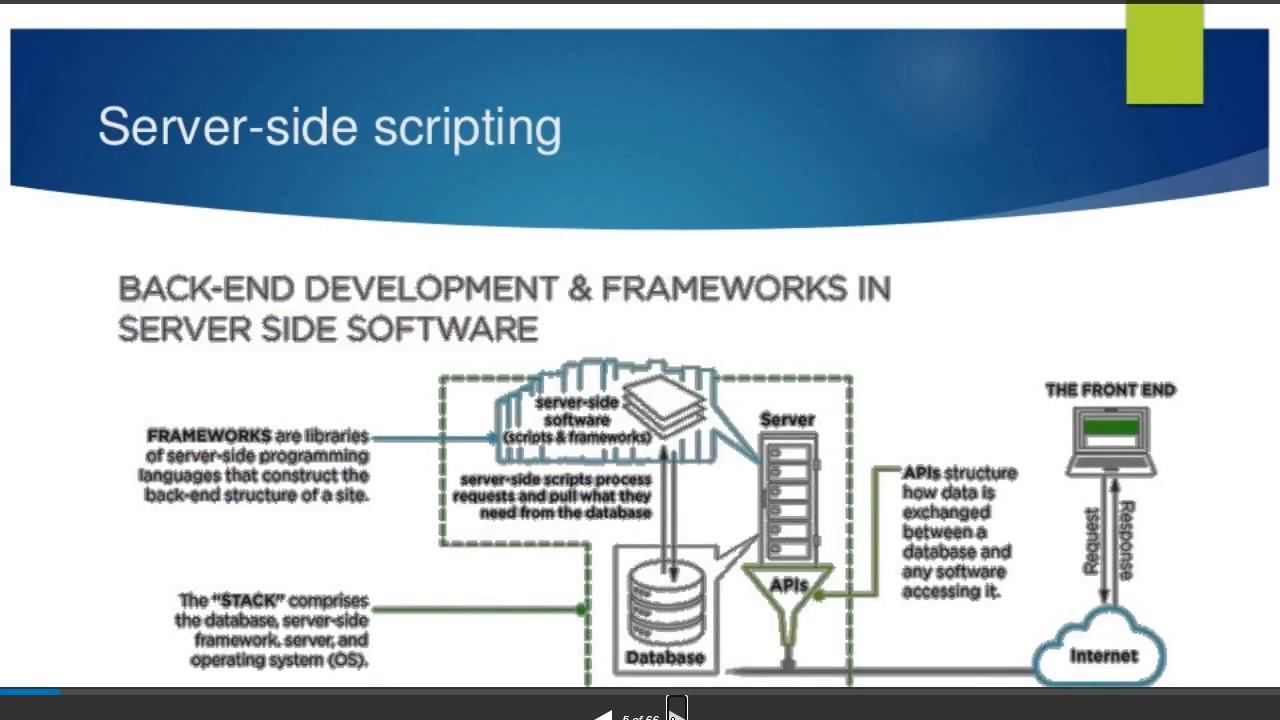 Server-side scripting
BACK-END DEVELOPMENT & FRAMEWORKS IN
SERVER SIDE SOFTWARE
FRAMEWORKS are libraries
of server-side programming
languages that construct the
back-end structure of a site.
The "STACK" comprises
the database, server-side
framework, server, and
operating system (OS).
server-side
software
(scripts & frameworks)
server-side scripts process
requests and pull what they
need from the database
Database
Server
APIs
APIs structure
how data is
exchanged
between a
database and
any software
accessing it.
THE FRONT END
Request
Response
Internet
5 of 66